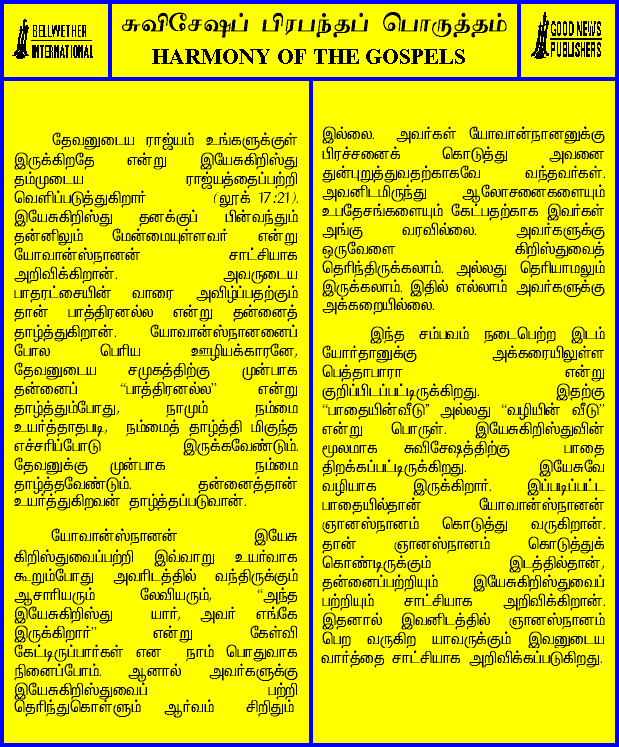 BELLWETHER
INTERNATIONAL
சுவிசேஷப் பிரபந்தப் பொருத்தம்
HARMONY OF THE GOSPELS
GOOD NEWS
PUBLISHERS
தேவனுடைய ராஜ்யம் உங்களுக்குள்
இருக்கிறதே என்று இயேசுகிறிஸ்து
தம்முடைய ராஜ்யத்தைப்பற்றி
வெளிப்படுத்துகிறார் (லூக் 17:21).
இயேசுகிறிஸ்து தனக்குப் பின்வந்தும்
தன்னிலும் மேன்மையுள்ளவர் என்று
யோவான்ஸ்நானன் சாட்சியாக
அறிவிக்கிறான். அவருடைய
பாதரட்சையின் வாரை அவிழ்ப்பதற்கும்
தான் பாத்திரனல்ல என்று தன்னைத்
தாழ்த்துகிறான். யோவான்ஸ்நானனைப்
போல பெரிய ஊழியக்காரனே,
தேவனுடைய சமுகத்திற்கு முன்பாக
தன்னைப் “பாத்திரனல்ல” என்று
தாழ்த்தும்போது, நாமும் நம்மை
உயர்த்தாதபடி, நம்மைத் தாழ்த்தி மிகுந்த
எச்சரிப்போடு இருக்கவேண்டும்.
தேவனுக்கு முன்பாக நம்மை
தாழ்த்தவேண்டும். தன்னைத்தான்
உயர்த்துகிறவன் தாழ்த்தப்படுவான்.
யோவான்ஸ்நானன் இயேசு
கிறிஸ்துவைப்பற்றி இவ்வாறு உயர்வாக
கூறும்போது அவரிடத்தில் வந்திருக்கும்
ஆசாரியரும் லேவியரும், “அந்த
இயேசுகிறிஸ்து யார், அவர் எங்கே
இருக்கிறார்” என்று கேள்வி
கேட்டிருப்பார்கள் என நாம் பொதுவாக
நினைப்போம். ஆனால் அவர்களுக்கு
இயேசுகிறிஸ்துவைப் பற்றி
தெரிந்துகொள்ளும் ஆர்வம் சிறிதும்
இல்லை. அவர்கள் யோவான்நானனுக்கு
பிரச்சனைக் கொடுத்து அவனை
துன்புறுத்துவதற்காகவே வந்தவர்கள்.
அவனிடமிருந்து ஆலோசனைகளையும்
உபதேசங்களையும் கேட்பதற்காக இவர்கள்
அங்கு வரவில்லை. அவர்களுக்கு
ஒருவேளை கிறிஸ்துவைத்
தெரிந்திருக்கலாம். அல்லது தெரியாமலும்
இருக்கலாம். இதில் எல்லாம் அவர்களுக்கு
அக்கறையில்லை.
இந்த சம்பவம் நடைபெற்ற இடம்
யோர்தானுக்கு அக்கரையிலுள்ள
பெத்தாபாரா என்று
குறிப்பிடப்பட்டிருக்கிறது. இதற்கு
“பாதையின்வீடு” அல்லது “வழியின் வீடு”
என்று பொருள். இயேசுகிறிஸ்துவின்
மூலமாக சுவிசேஷத்திற்கு பாதை
திறக்கப்பட்டிருக்கிறது. இயேசுவே
வழியாக இருக்கிறார். இப்படிப்பட்ட
பாதையில்தான் யோவான்ஸ்நானன்
ஞானஸ்நானம் கொடுத்து வருகிறான்.
தான் ஞானஸ்நானம் கொடுத்துக்
கொண்டிருக்கும் இடத்தில்தான்,
தன்னைப்பற்றியும் இயேசுகிறிஸ்துவைப்
பற்றியும் சாட்சியாக அறிவிக்கிறான்.
இதனால் இவனிடத்தில் ஞானஸ்நானம்
பெற வருகிற யாவருக்கும் இவனுடைய
வார்த்தை சாட்சியாக அறிவிக்கப்படுகிறது.